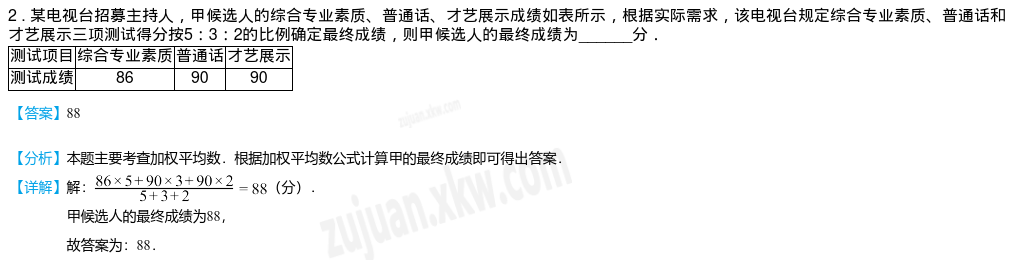 2．某电视台招募主持人，甲候选人的综合专业素质、普通话、才艺展示成绩如表所示，根据实际需求，该电视台规定综合专业素质、普通话和
才艺展示三项测试得分按5：3：2的比例确定最终成绩，则甲候选人的最终成绩为______分．
测试项目 综合专业素质 普通话 才艺展示
测试成绩 86 90 90
【答案】88
【分析】本题主要考查加权平均数．根据加权平均数公式计算甲的最终成绩即可得出答案．
【详解】解：(86×5+90×3+90×2)/(5+3+2)=88（分）．
甲候选人的最终成绩为88，
故答案为：88．
zujuan.xkw.com
zujuan.xkw.com